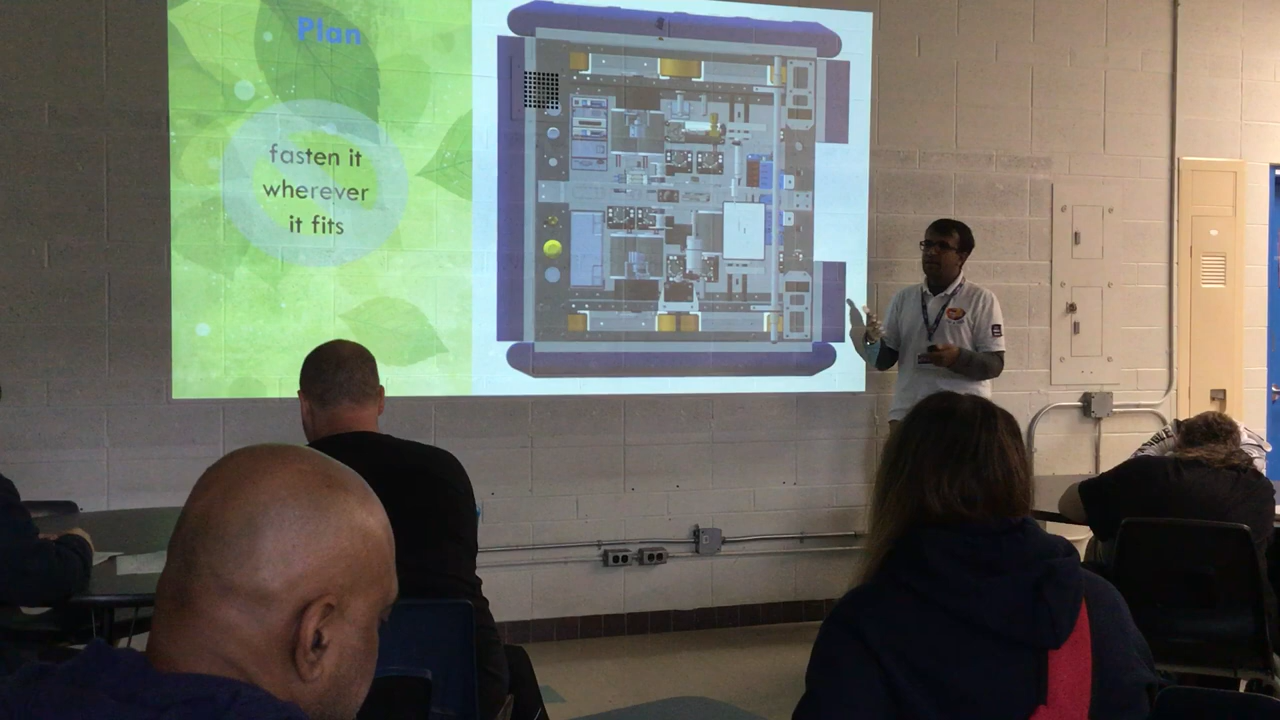 Plan
fasten it
wherever
it fits